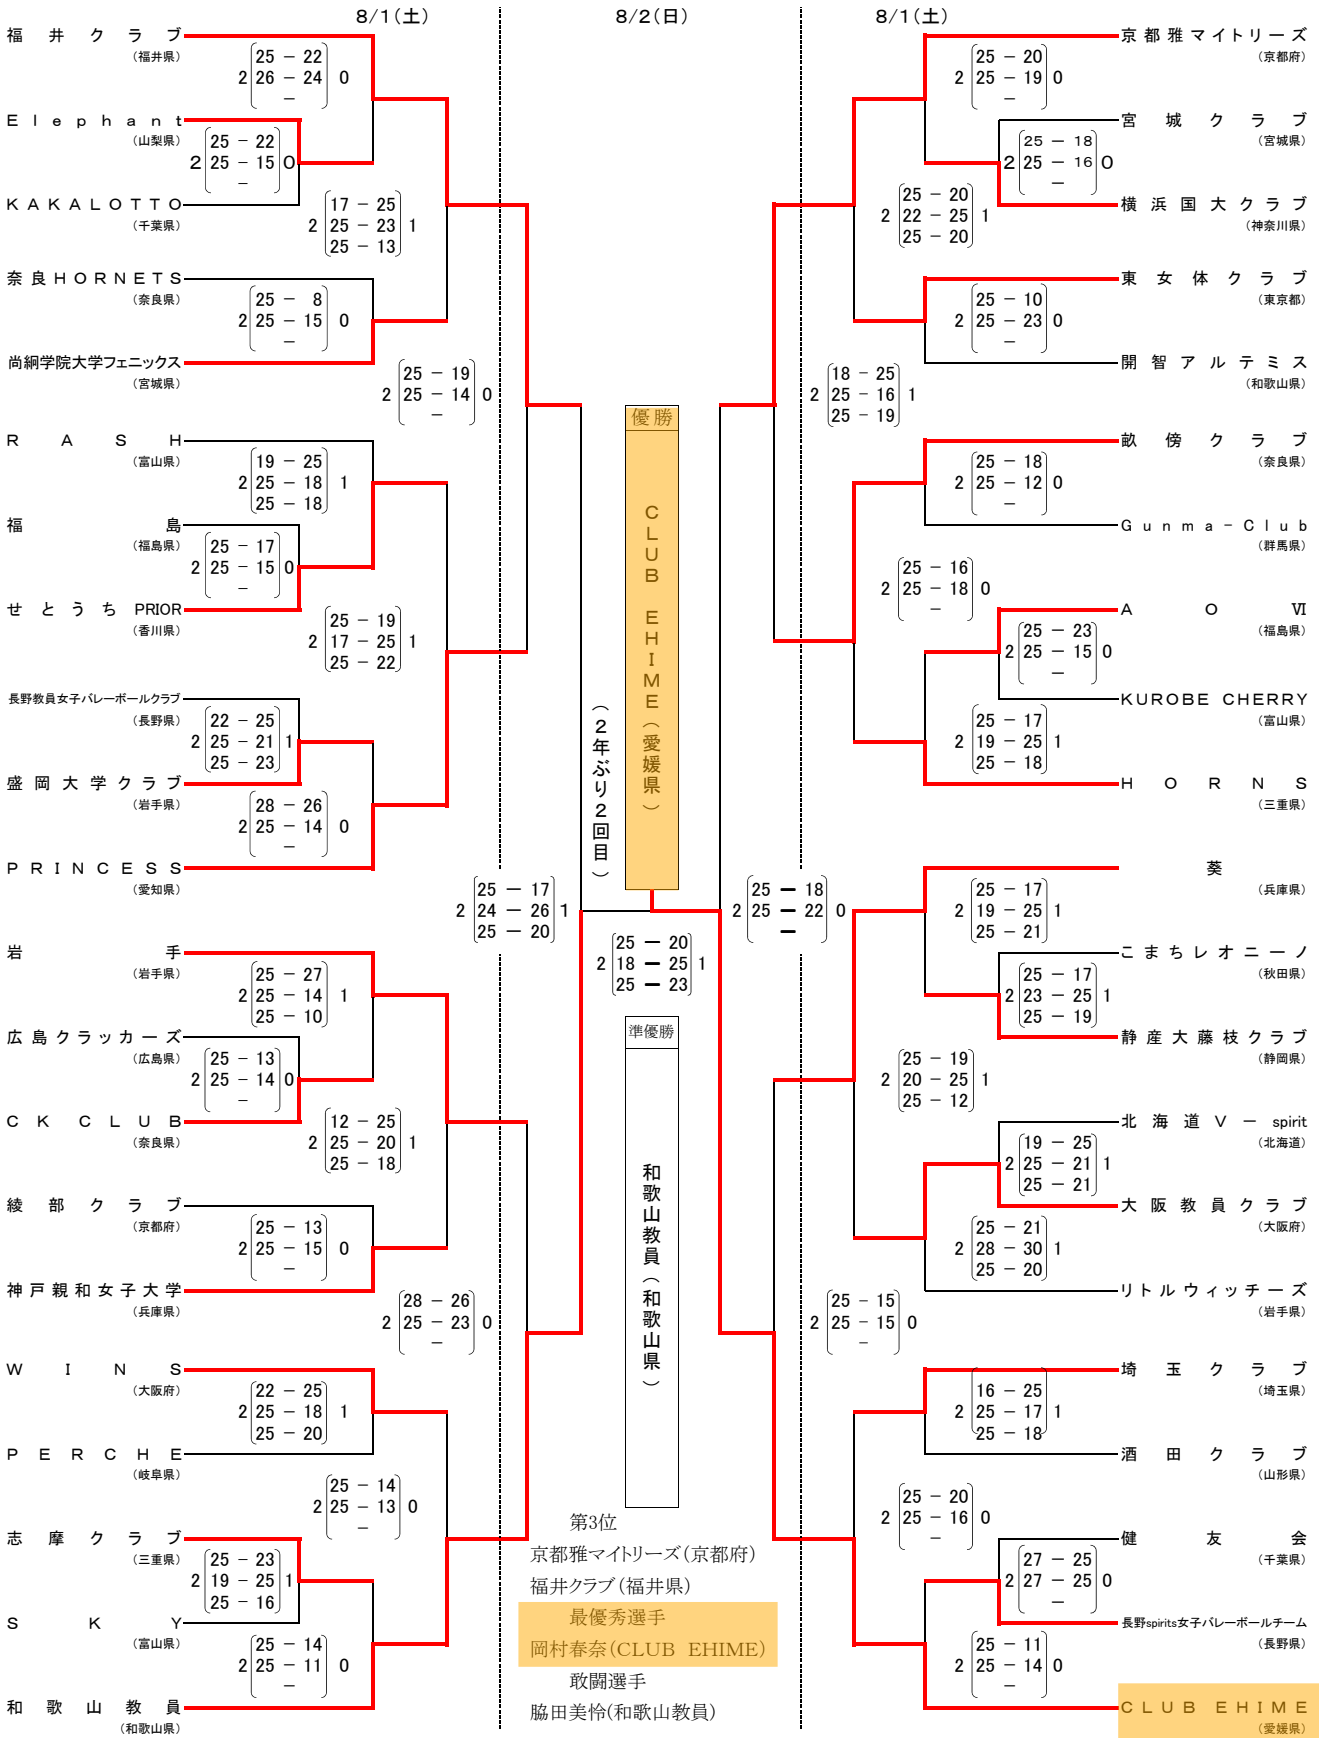 8/1(土)
8/2(日)
8/1(土)
福井クラブ
(福井県)
2 25 − 22 0
26 − 24
−
Elephant
(山梨県)
2 25 − 22 0
25 − 15
−
KAKALOTTO
(千葉県)
2 17 − 25 1
25 − 23
25 − 13
奈良HORNETS
(奈良県)
2 25 − 8 0
25 − 15
−
尚絅学院大学フェニックス
(宮城県)
2 25 − 19 0
25 − 14
−
RASH
(富山県)
2 19 − 25 1
25 − 18
25 − 18
福島
(福島県)
2 25 − 17 0
25 − 15
−
せとうち PRIOR
(香川県)
2 25 − 19 1
17 − 25
25 − 22
長野教員女子バレーボールクラブ
(長野県)
2 22 − 25 1
25 − 21
25 − 23
盛岡大学クラブ
(岩手県)
2 28 − 26 0
25 − 14
−
PRINCESS
(愛知県)
2 25 − 17 1
24 − 26
25 − 20
岩手
(岩手県)
2 25 − 27 1
25 − 14
25 − 10
広島クラッカーズ
(広島県)
2 25 − 13 0
25 − 14
−
CK CLUB
(奈良県)
2 12 − 25 1
25 − 20
25 − 18
綾部クラブ
(京都府)
2 25 − 13 0
25 − 15
−
神戸親和女子大学
(兵庫県)
2 28 − 26 0
25 − 23
−
WINS
(大阪府)
2 22 − 25 1
25 − 18
25 − 20
PERCHE
(岐阜県)
2 25 − 14 0
25 − 13
−
志摩クラブ
(三重県)
2 25 − 23 1
19 − 25
25 − 16
SKY
(富山県)
2 25 − 14 0
25 − 11
−
和歌山教員
(和歌山県)
優勝
CLUB EHIME(愛媛県)
(2年ぶり2回目)
2 25 − 20 1
18 − 25
25 − 23
準優勝
和歌山教員(和歌山県)
第3位
京都雅マイトリーズ(京都府)
福井クラブ(福井県)
最優秀選手
岡村春奈(CLUB EHIME)
敢闘選手
脇田美怜(和歌山教員)
京都雅マイトリーズ
(京都府)
2 25 − 20 0
25 − 19
−
宮城クラブ
(宮城県)
2 25 − 18 0
25 − 16
−
横浜国大クラブ
(神奈川県)
2 25 − 20 1
22 − 25
25 − 20
東女体クラブ
(東京都)
2 25 − 10 0
25 − 23
−
開智アルテミス
(和歌山県)
2 18 − 25 1
25 − 16
25 − 19
畝傍クラブ
(奈良県)
2 25 − 18 0
25 − 12
−
Gunma-Club
(群馬県)
2 25 − 16 0
25 − 18
−
AO Ⅵ
(福島県)
2 25 − 23 0
25 − 15
−
KUROBE CHERRY
(富山県)
2 25 − 17 1
19 − 25
25 − 18
HORNS
(三重県)
2 25 − 18 0
25 − 22
−
葵
(兵庫県)
2 25 − 17 1
19 − 25
25 − 21
こまちレオニーノ
(秋田県)
2 25 − 17 1
23 − 25
25 − 19
静産大藤枝クラブ
(静岡県)
2 25 − 19 1
20 − 25
25 − 12
北海道V−spirit
(北海道)
2 19 − 25 1
25 − 21
25 − 21
大阪教員クラブ
(大阪府)
2 25 − 21 1
28 − 30
25 − 20
リトルウィッチーズ
(岩手県)
2 25 − 15 0
25 − 15
−
埼玉クラブ
(埼玉県)
2 16 − 25 1
25 − 17
25 − 18
酒田クラブ
(山形県)
2 25 − 20 0
25 − 16
−
健友会
(千葉県)
2 27 − 25 0
27 − 25
−
長野spirits女子バレーボールチーム
(長野県)
2 25 − 11 0
25 − 14
−
CLUB EHIME
(愛媛県)